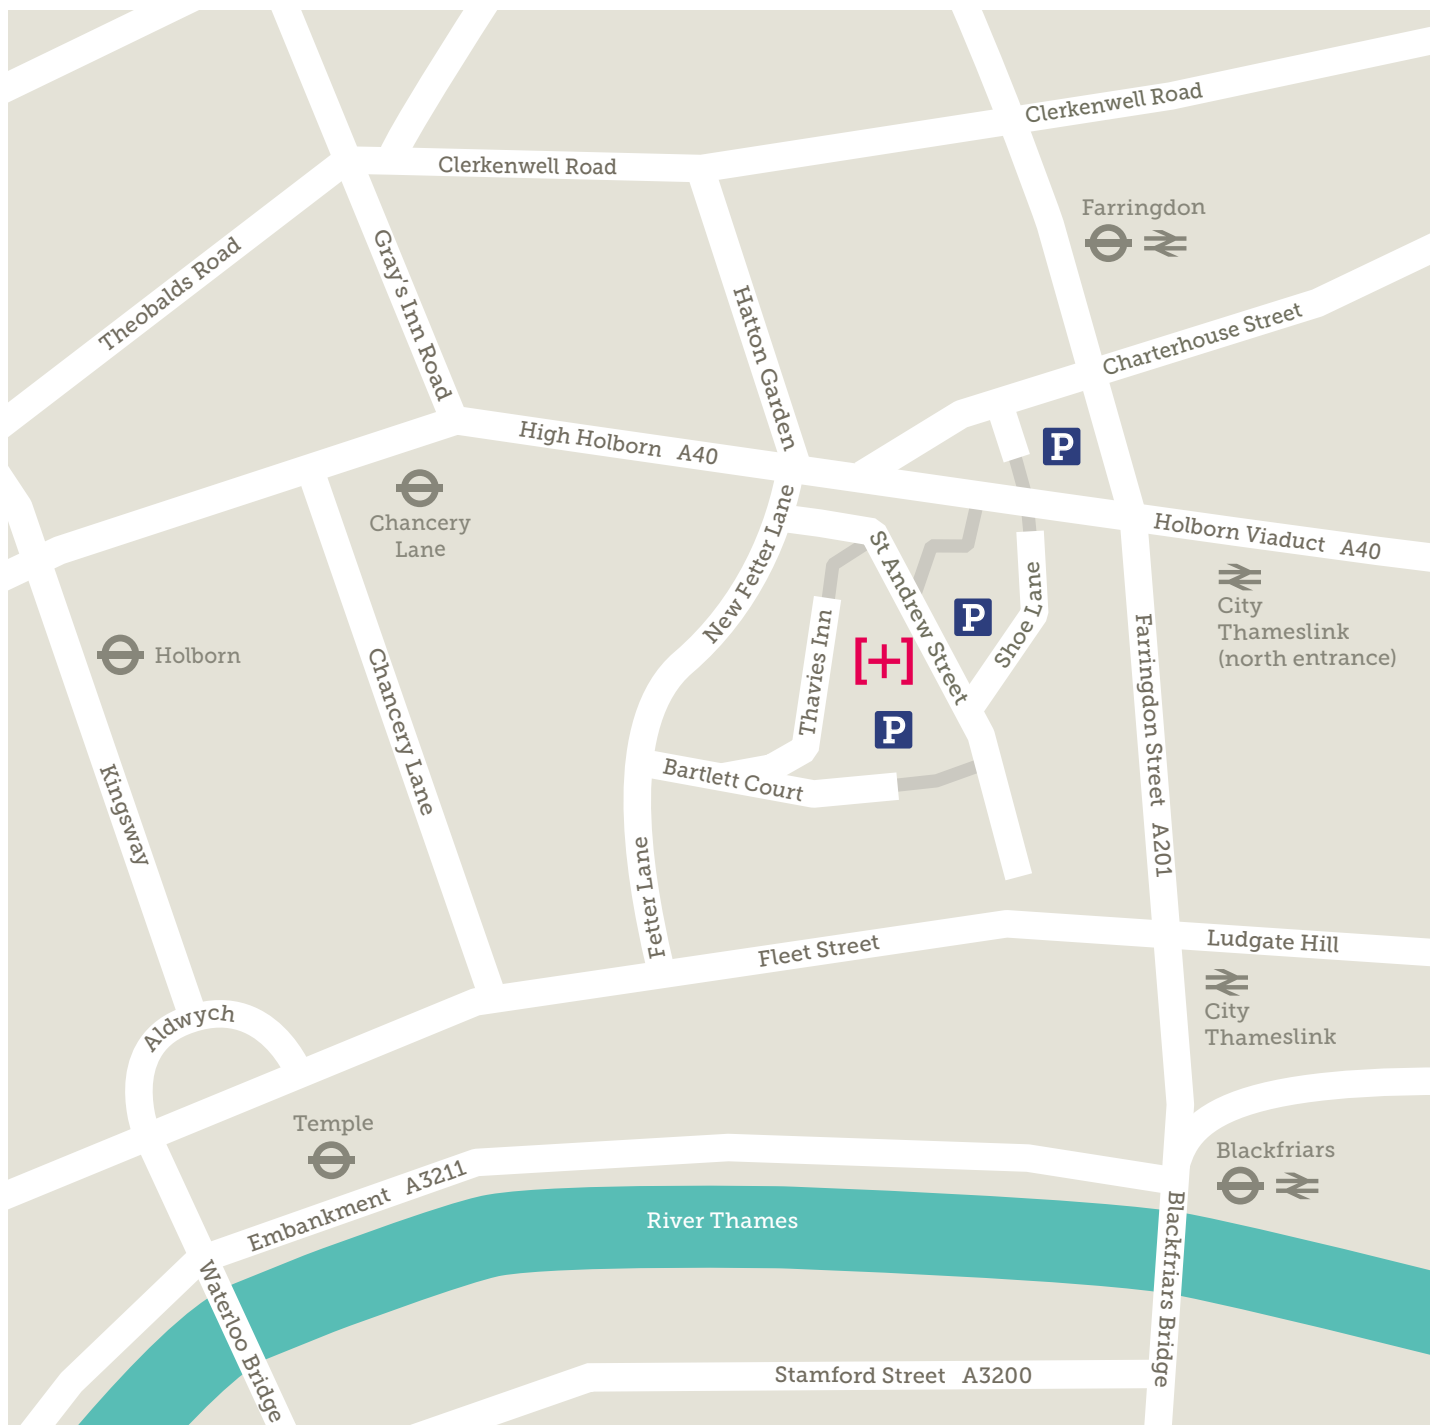 Clerkenwell Road
Clerkenwell Road
Farringdon
Theobalds Road
Gray's Inn Road
Hatton Garden
Charterhouse Street
High Holborn A40
P
Chancery
Lane
New Fetter Lane
St Andrew Street
Holborn Viaduct A40
City
Thameslink
(north entrance)
Holborn
Thavies Inn
P
Shoe Lane
[+]
P
Farringdon Street A201
Chancery Lane
Kingsway
Bartlett Court
Fetter Lane
Fleet Street
Ludgate Hill
City
Thameslink
Aldwych
Temple
Embankment A3211
Blackfriars
River Thames
Waterloo Bridge
Blackfriars Bridge
Stamford Street A3200